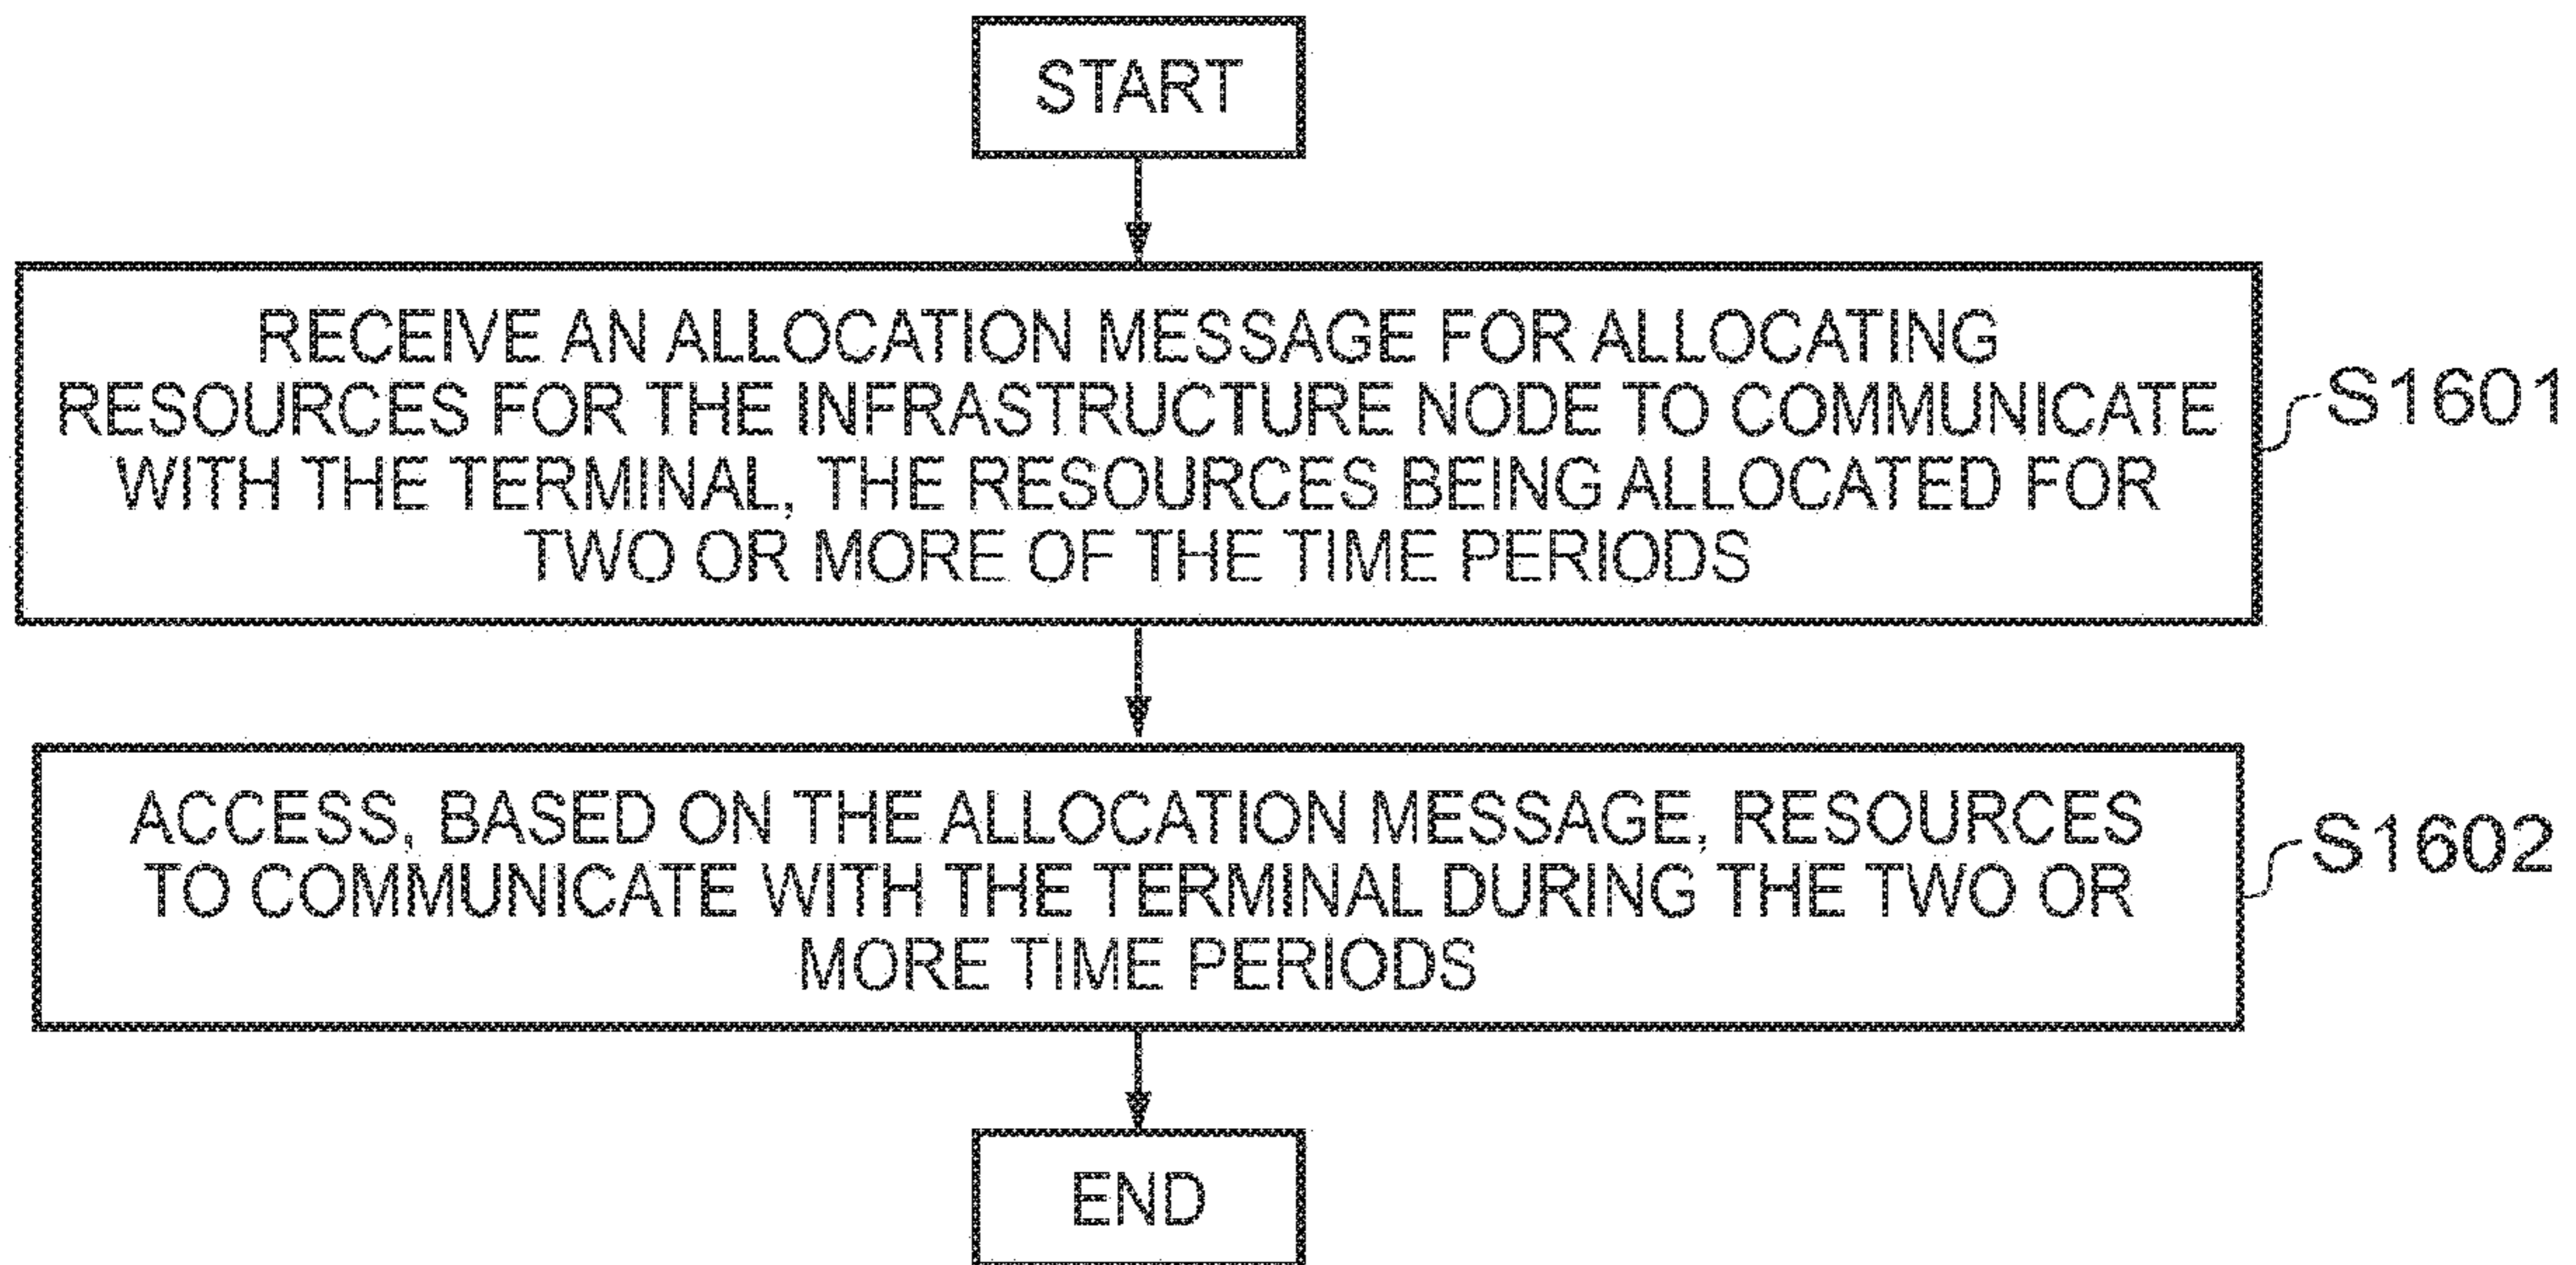 START
RECEIVE AN ALLOCATION MESSAGE FOR ALLOCATING
RESOURCES FOR THE INFRASTRUCTURE NODE TO COMMUNICATE
WITH THE TERMINAL, THE RESOURCES BEING ALLOCATED FOR
TWO OR MORE OF THE TIME PERIODS
S1601
ACCESS, BASED ON THE ALLOCATION MESSAGE, RESOURCES
TO COMMUNICATE WITH THE TERMINAL DURING THE TWO OR
MORE TIME PERIODS
S1602
END